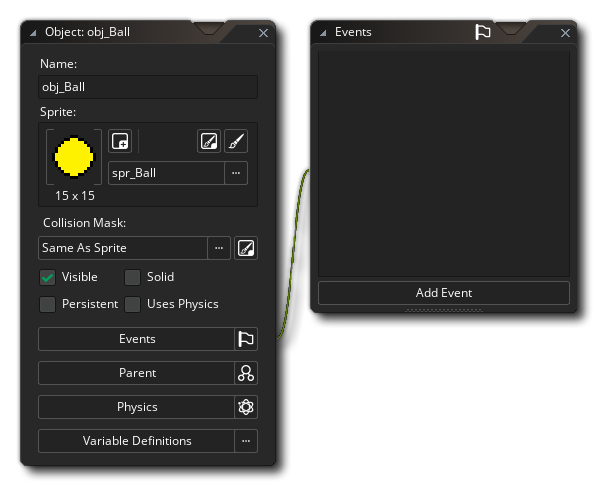 Object: obj_Ball
Name:
obj_Ball
Sprite:
spr_Ball
...
15 x 15
Collision Mask:
Same As Sprite
...
Visible
Solid
Persistent
Uses Physics
Events
Parent
Physics
Variable Definitions
...
Events
Add Event